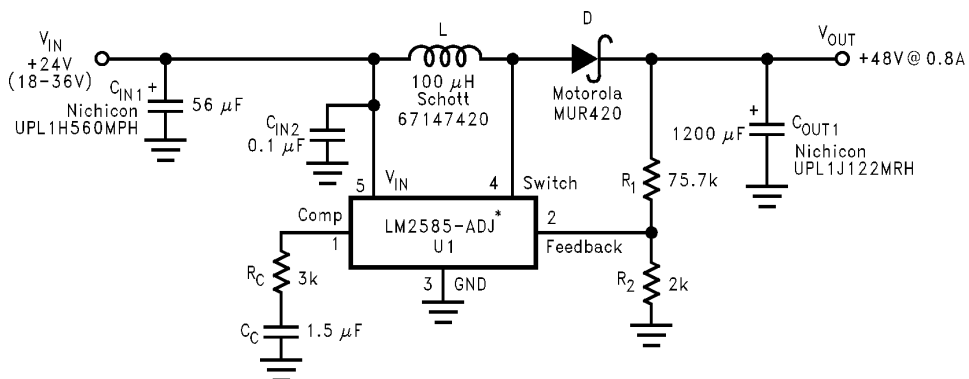 V_IN
+24V
(18-36V)
C_IN1 +
56 μF
Nichicon
UPL1H560MPH
L
100 μH
Schott
67147420
D
Motorola
MUR420
V_OUT
+48V @ 0.8A
C_IN2
0.1 μF
+
1200 μF
C_OUT1
Nichicon
UPL1J122MRH
R_1 75.7k
5 V_IN
4 Switch
LM2585-ADJ*
U1
Comp
1
2
Feedback
3 GND
R_C 3k
C_C 1.5 μF
R_2 2k